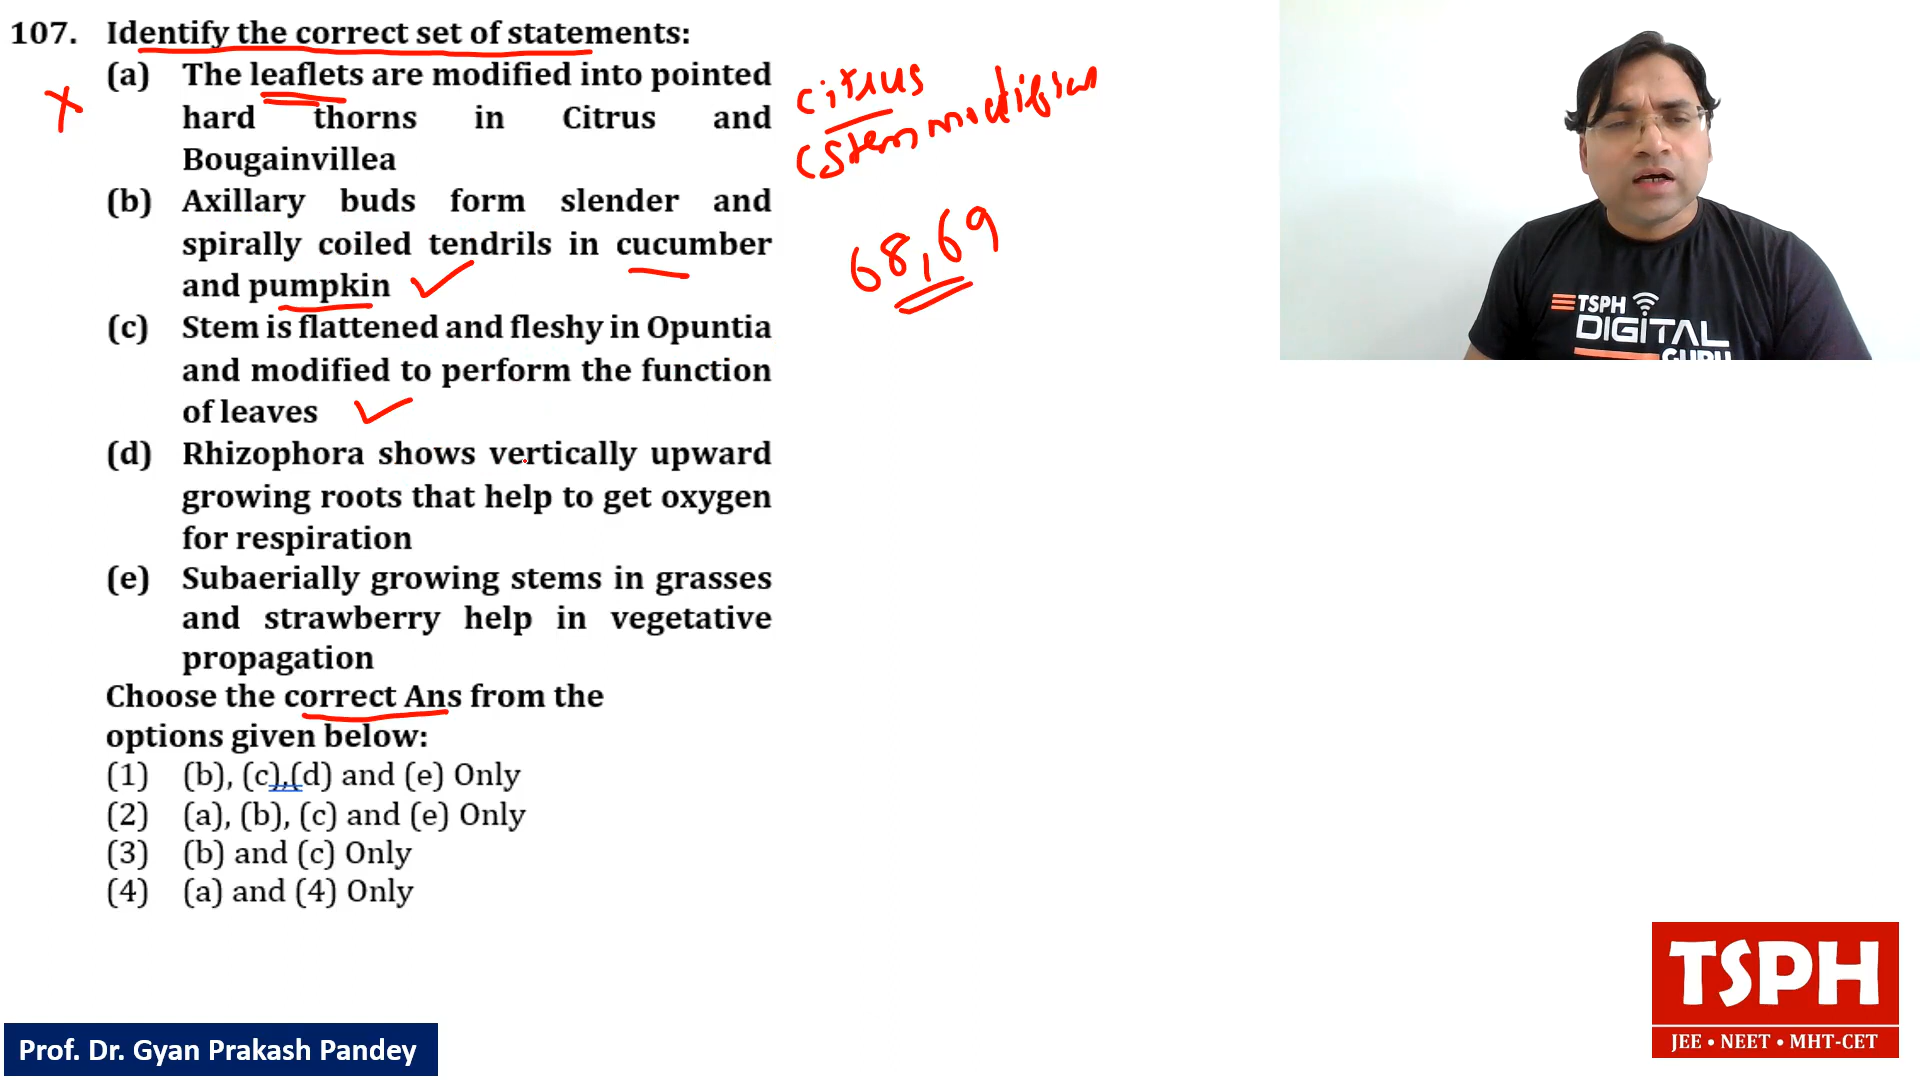 107. Identify the correct set of statements:
(a) The leaflets are modified into pointed
hard thorns in Citrus and
Bougainvillea
(b) Axillary buds form slender and
spirally coiled tendrils in cucumber
and pumpkin
(c) Stem is flattened and fleshy in Opuntia
and modified to perform the function
of leaves
(d) Rhizophora shows vertically upward
growing roots that help to get oxygen
for respiration
(e) Subaerially growing stems in grasses
and strawberry help in vegetative
propagation
Choose the correct Ans from the
options given below:
(1) (b), (c),(d) and (e) Only
(2) (a), (b), (c) and (e) Only
(3) (b) and (c) Only
(4) (a) and (4) Only
citrus
(Stem
68,69
TSPH
DIGITAL
GURU
TSPH
JEE • NEET • MHT-CET
Prof. Dr. Gyan Prakash Pandey